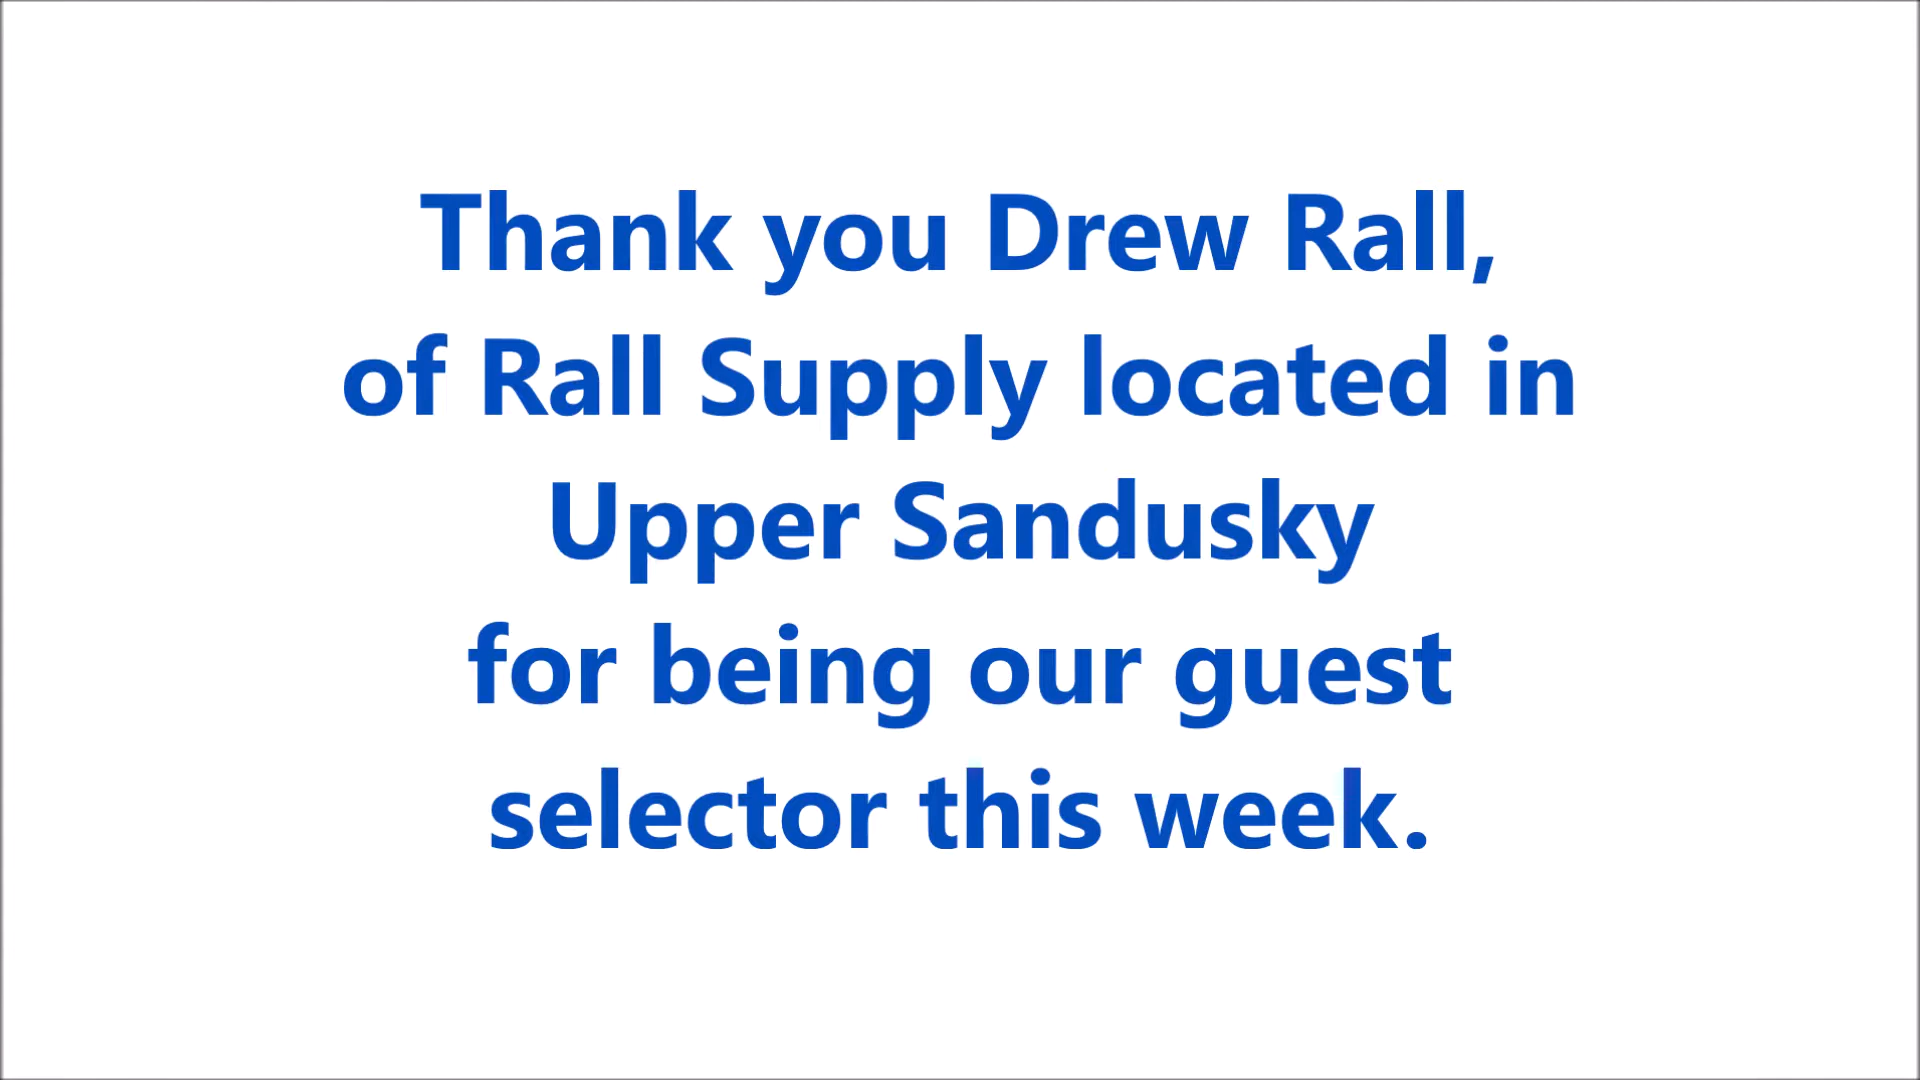 Thank you Drew Rall,
of Rall Supply located in
Upper Sandusky
for being our guest
selector this week.